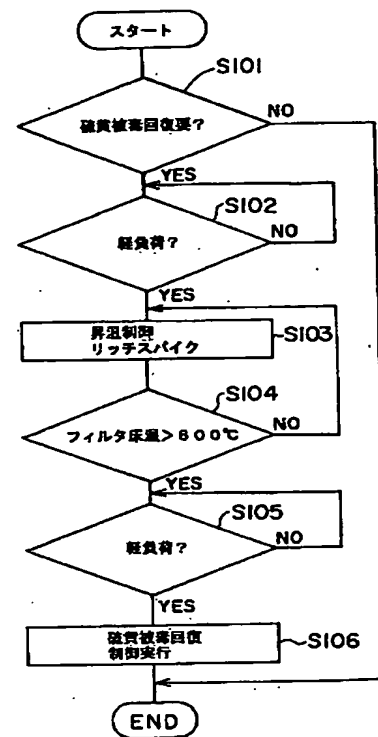 スタート
S101
硫黄被毒回復要?
NO
YES
S102
軽負荷?
NO
YES
昇温制御
リッチスパイク
S103
S104
フィルタ床温>600℃
NO
YES
S105
軽負荷?
NO
YES
硫黄被毒回復
制御実行
S106
END